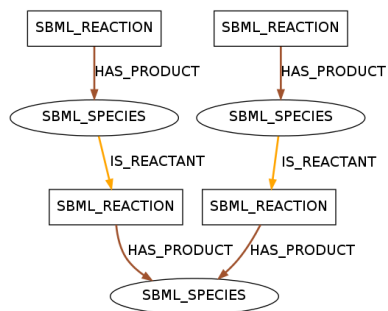 SBML_REACTION SBML_REACTION
HAS_PRODUCT HAS_PRODUCT
SBML_SPECIES SBML_SPECIES
IS_REACTANT IS_REACTANT
SBML_REACTION SBML_REACTION
HAS_PRODUCT HAS_PRODUCT
SBML_SPECIES